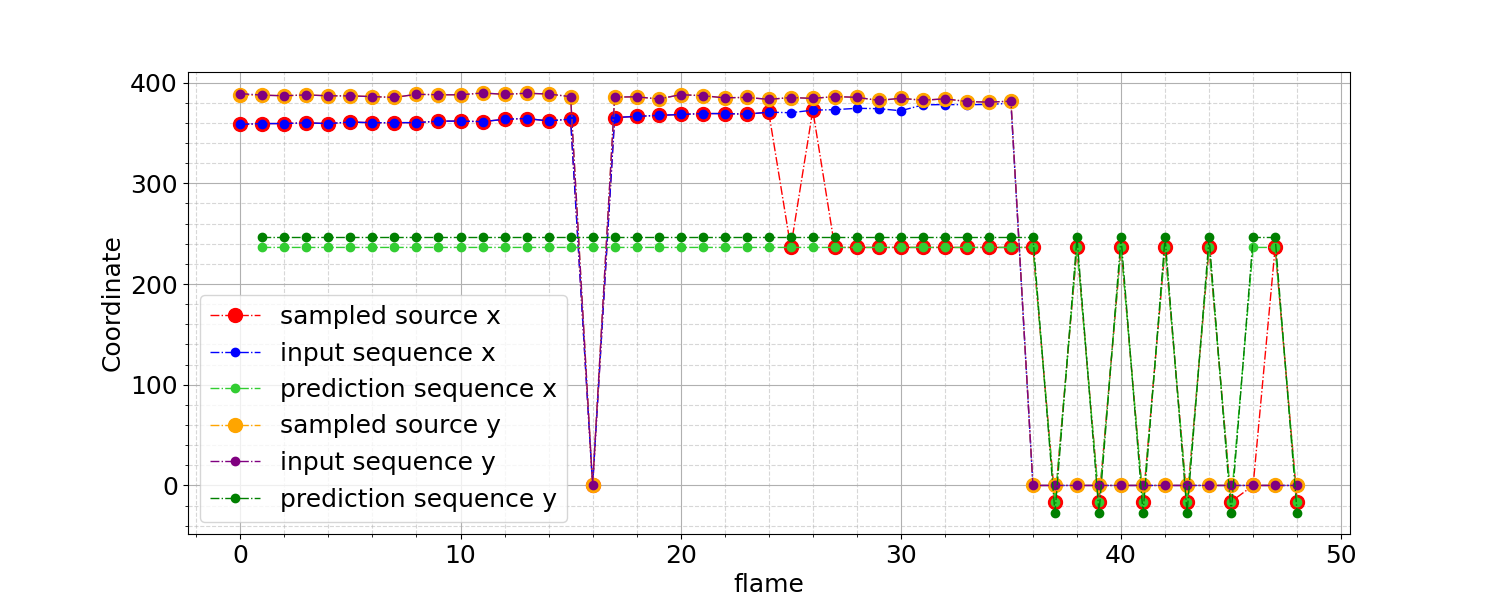 400
300
200
100
0
Coordinate
sampled source x
input sequence x
prediction sequence x
sampled source y
input sequence y
prediction sequence y
0 10 20 30 40 50
flame